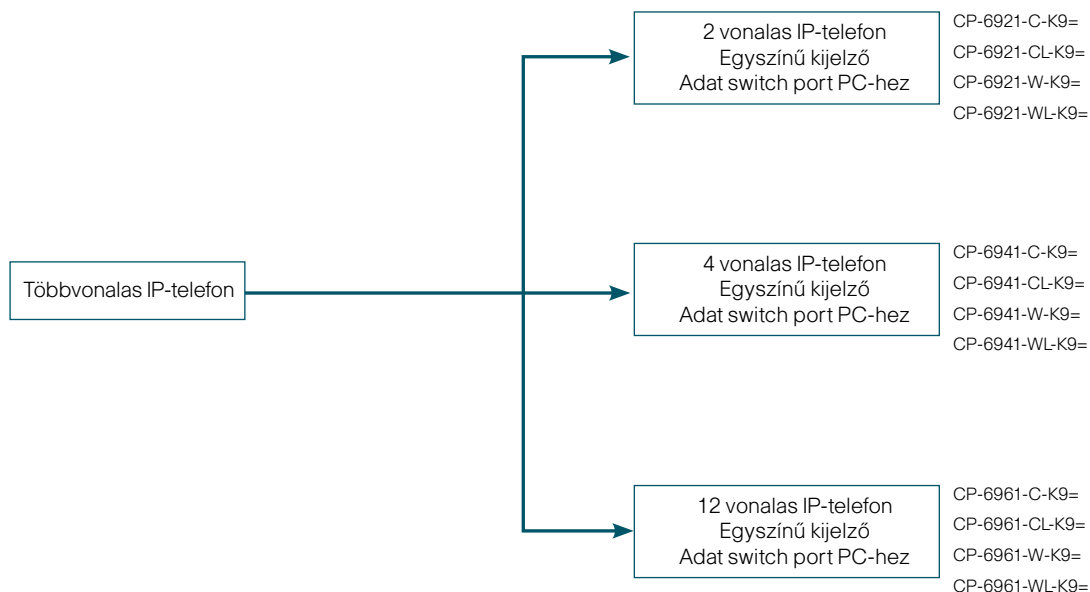 Többvonalas IP-telefon
2 vonalas IP-telefon
Egyszínű kijelző
Adat switch port PC-hez
CP-6921-C-K9=
CP-6921-CL-K9=
CP-6921-W-K9=
CP-6921-WL-K9=
4 vonalas IP-telefon
Egyszínű kijelző
Adat switch port PC-hez
CP-6941-C-K9=
CP-6941-CL-K9=
CP-6941-W-K9=
CP-6941-WL-K9=
12 vonalas IP-telefon
Egyszínű kijelző
Adat switch port PC-hez
CP-6961-C-K9=
CP-6961-CL-K9=
CP-6961-W-K9=
CP-6961-WL-K9=